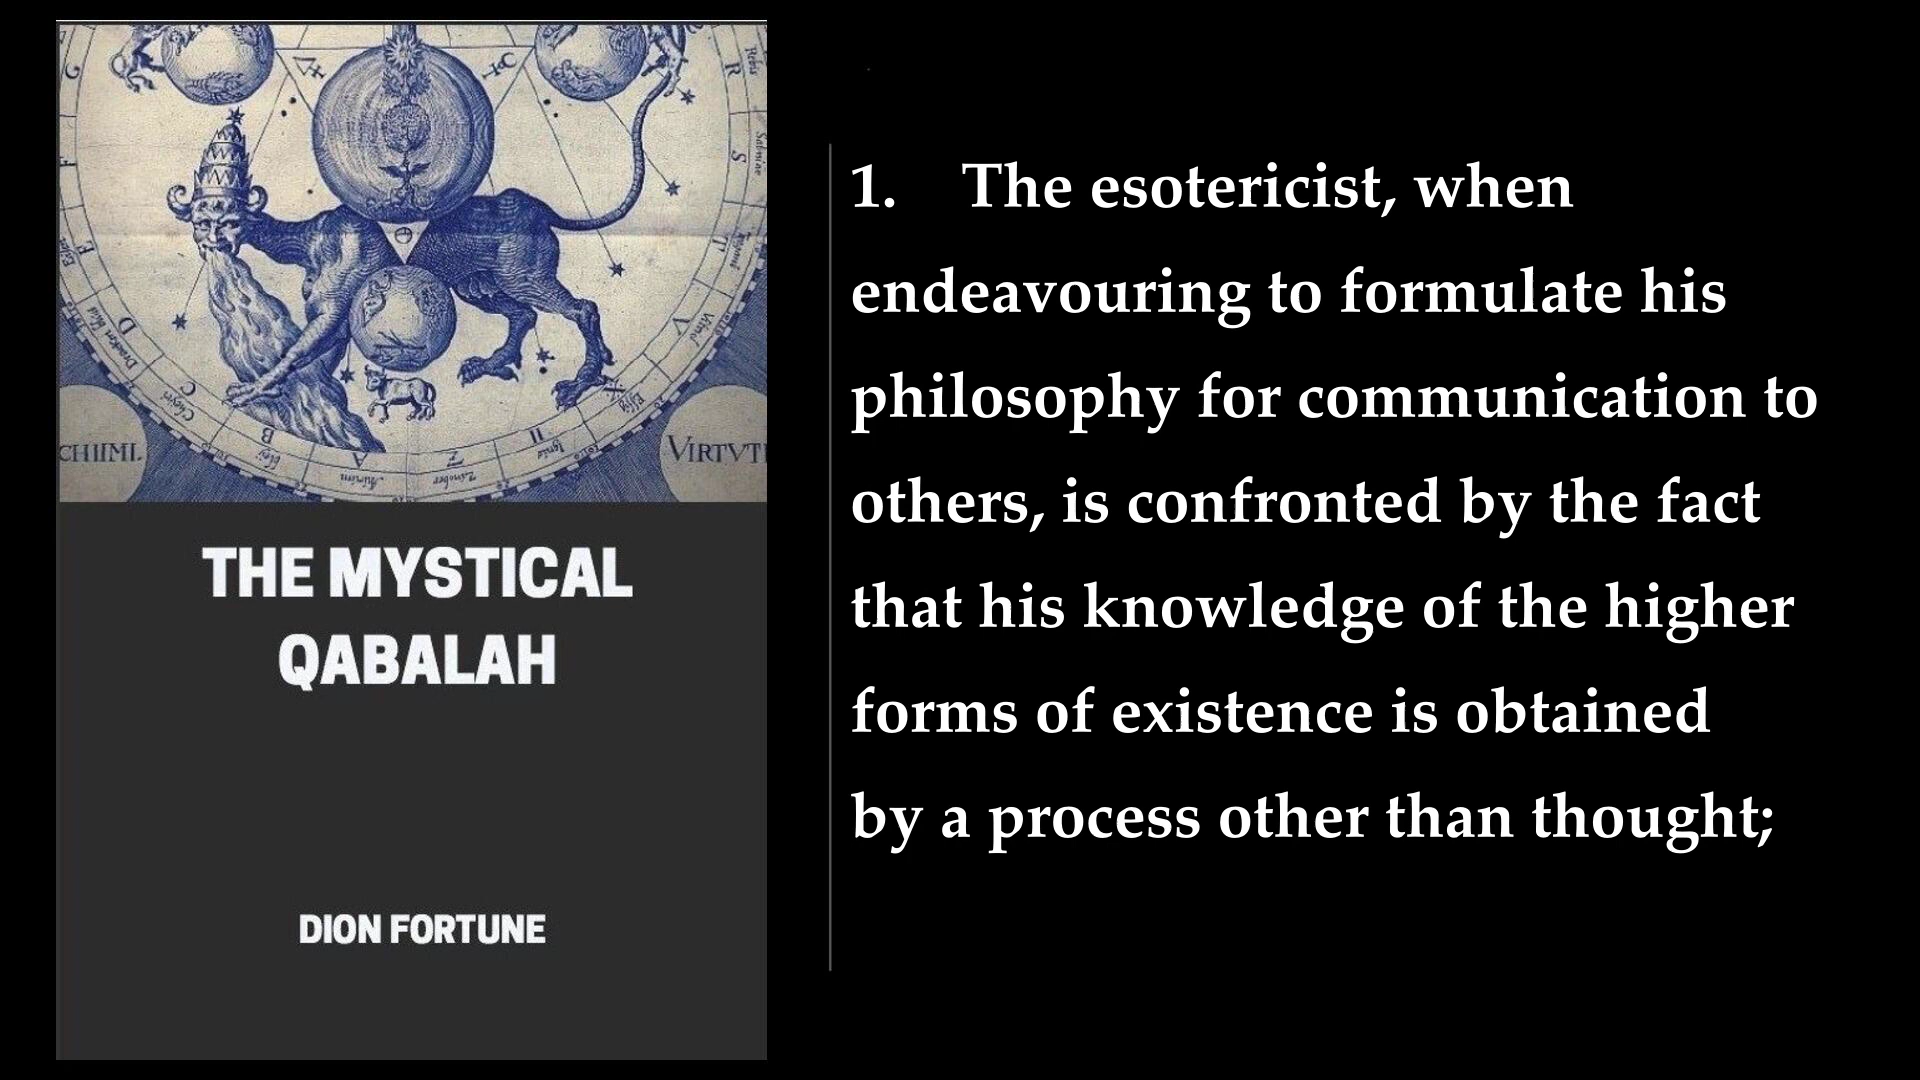 CHIIMI.
VIRTVTI
THE MYSTICAL
QABALAH
DION FORTUNE
1. The esotericist, when
endeavouring to formulate his
philosophy for communication to
others, is confronted by the fact
that his knowledge of the higher
forms of existence is obtained
by a process other than thought;